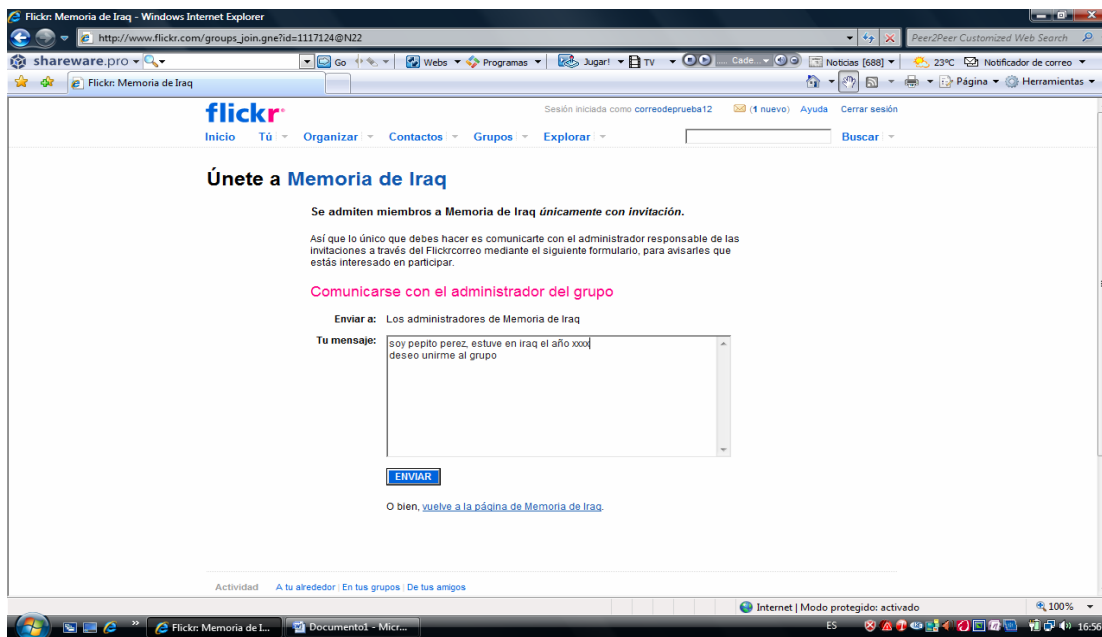 Flickr: Memoria de Iraq - Windows Internet Explorer
http://www.flickr.com/groups_join.gne?id=1117124@N22
Peer2Peer Customized Web Search
shareware.pro Go Webs Programas Jugar! TV .... Cade... Noticias [688] 23ºC Notificador de correo
Flickr: Memoria de Iraq Página Herramientas
flickr
Sesión iniciada como correodeprueba12 (1 nuevo) Ayuda Cerrar sesión
Inicio Tú Organizar Contactos Grupos Explorar Buscar
Únete a Memoria de Iraq
Se admiten miembros a Memoria de Iraq únicamente con invitación.
Así que lo único que debes hacer es comunicarte con el administrador responsable de las
invitaciones a través del Flickrcorreo mediante el siguiente formulario, para avisarles que
estás interesado en participar.
Comunicarse con el administrador del grupo
Enviar a: Los administradores de Memoria de Iraq
Tu mensaje: soy pepito perez, estuve en iraq el año xxxx
deseo unirme al grupo
ENVIAR
O bien, vuelve a la página de Memoria de Iraq.
Actividad A tu alrededor | En tus grupos | De tus amigos
Internet | Modo protegido: activado 100%
Flickr: Memoria de I... Documento1 - Micr... ES 16:56